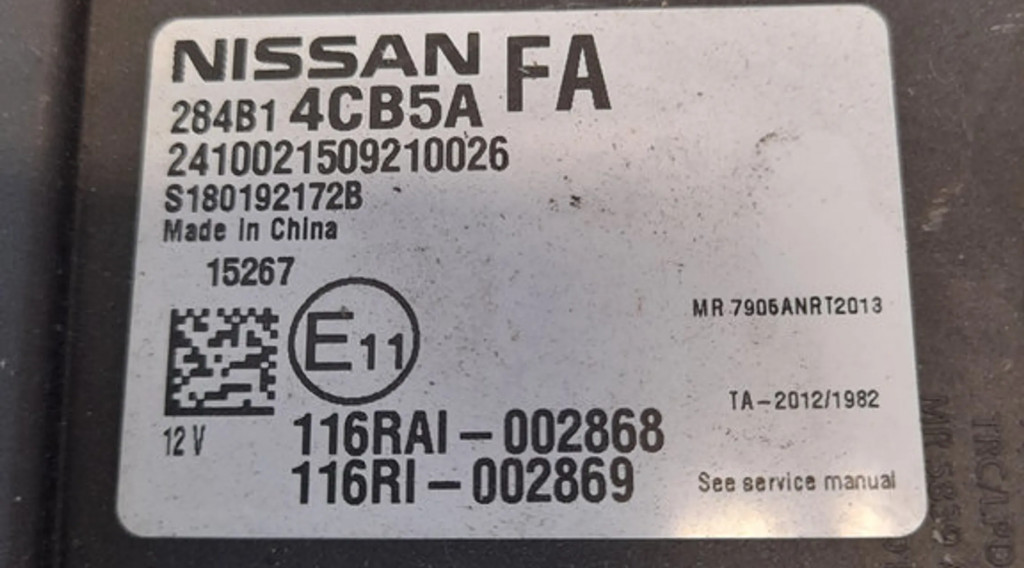 NISSAN FA
284B1 4CB5A
2410021509210026
S180192172B
Made in China
15267
MR 7905ANRT2013
E11
TA-2012/1982
116RAI-002868
12 V
116RI-002869
See service manual